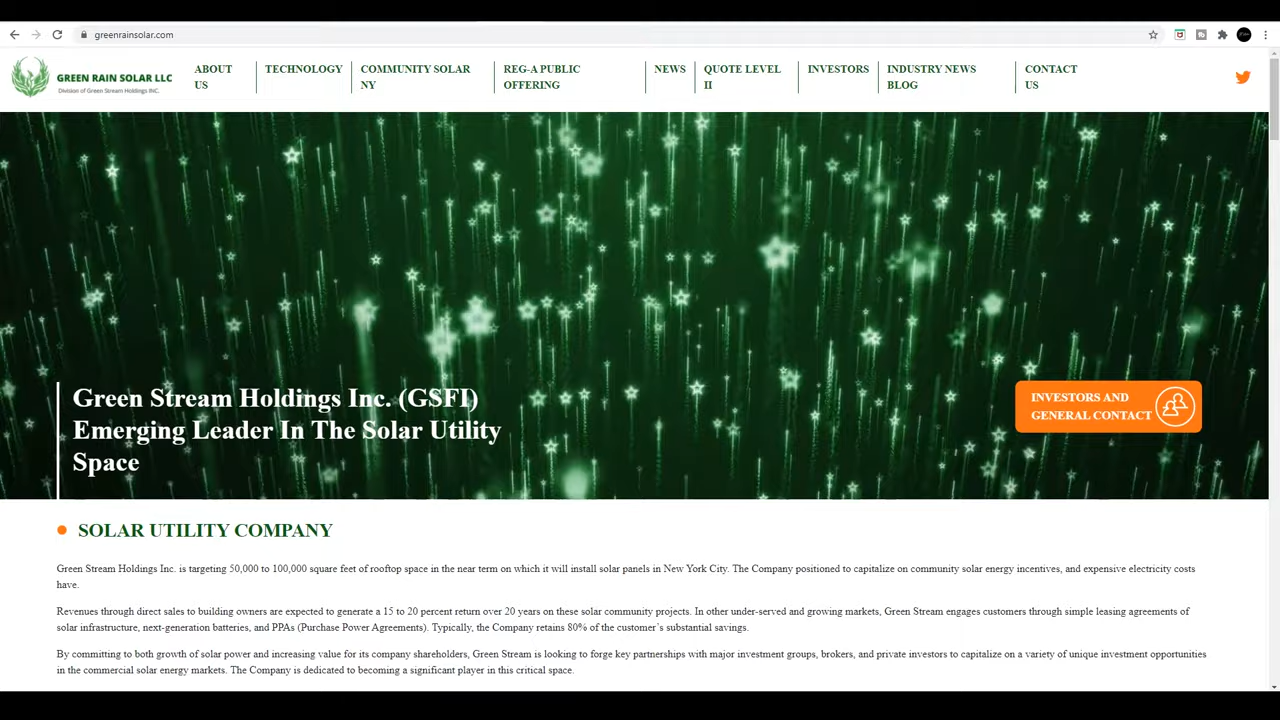 greenrainsolar.com
GREEN RAIN SOLAR LLC
Division of Green Stream Holdings INC.
ABOUT
US
TECHNOLOGY
COMMUNITY SOLAR
NY
REG-A PUBLIC
OFFERING
NEWS
QUOTE LEVEL
II
INVESTORS
INDUSTRY NEWS
BLOG
CONTACT
US
Green Stream Holdings Inc. (GSFI)
Emerging Leader In The Solar Utility
Space
INVESTORS AND
GENERAL CONTACT
SOLAR UTILITY COMPANY
Green Stream Holdings Inc. is targeting 50,000 to 100,000 square feet of rooftop space in the near term on which it will install solar panels in New York City. The Company positioned to capitalize on community solar energy incentives, and expensive electricity costs
have.
Revenues through direct sales to building owners are expected to generate a 15 to 20 percent return over 20 years on these solar community projects. In other under-served and growing markets, Green Stream engages customers through simple leasing agreements of
solar infrastructure, next-generation batteries, and PPAs (Purchase Power Agreements). Typically, the Company retains 80% of the customer's substantial savings.
By committing to both growth of solar power and increasing value for its company shareholders, Green Stream is looking to forge key partnerships with major investment groups, brokers, and private investors to capitalize on a variety of unique investment opportunities
in the commercial solar energy markets. The Company is dedicated to becoming a significant player in this critical space.